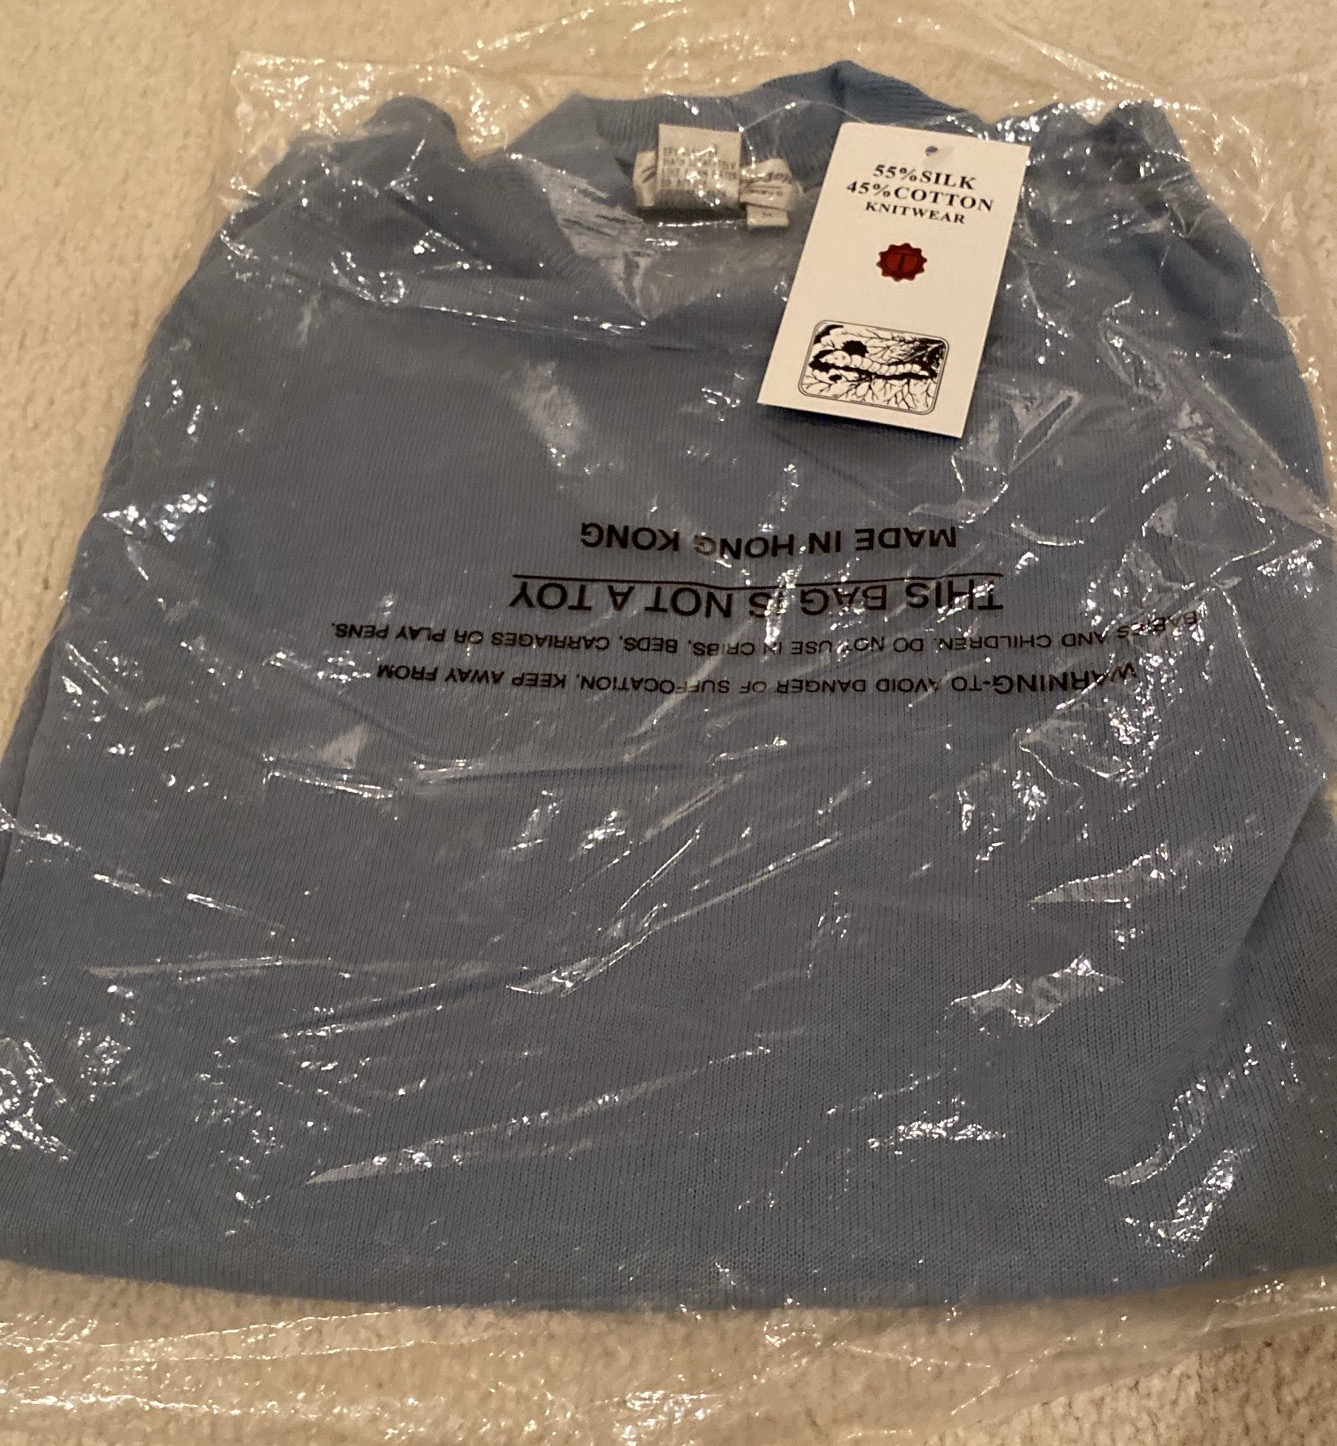 55%SILK
45%COTTON
KNITWEAR
WARNING-TO AVOID DANGER OF SUFFOCATION, KEEP AWAY FROM
BABIES AND CHILDREN. DO NOT USE IN CRIBS, BEDS, CARRIAGES OR PLAY PENS.
THIS BAG IS NOT A TOY
MADE IN HONG KONG